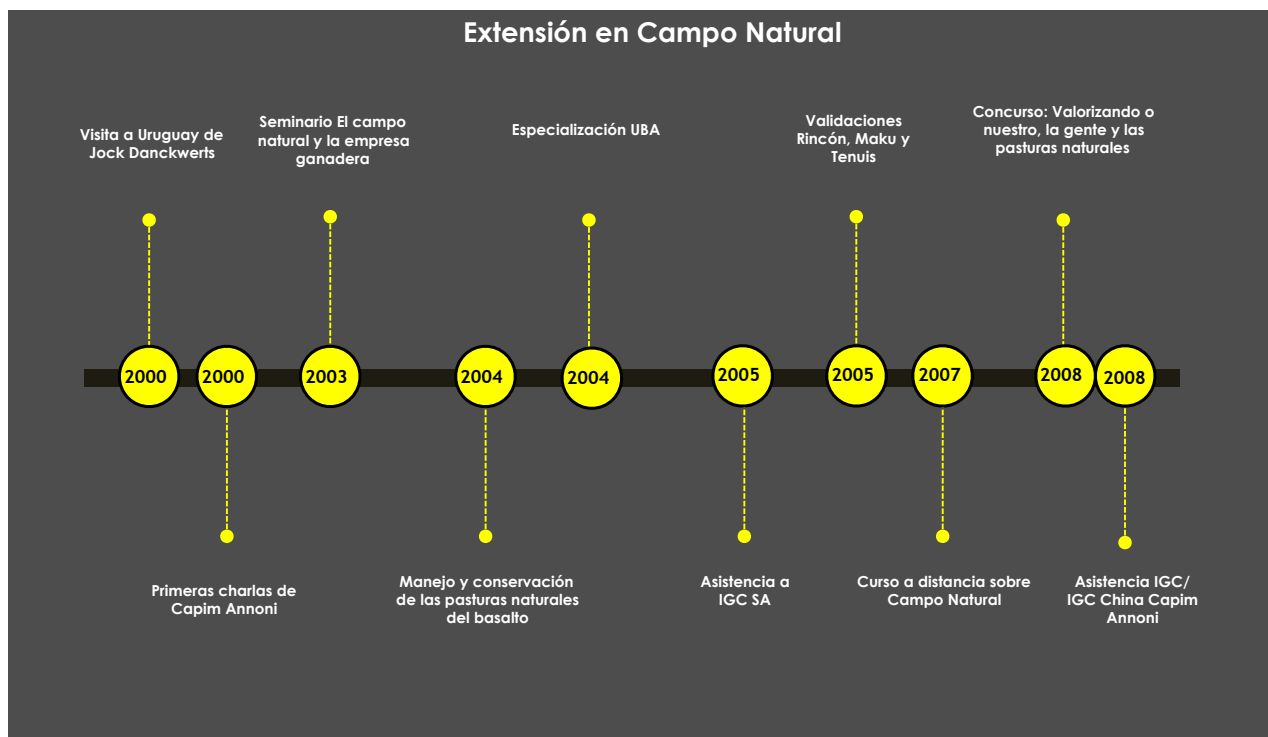 Extensión en Campo Natural
Visita a Uruguay de
Jock Danckwerts
Seminario El campo
natural y la empresa
ganadera
Especialización UBA
Validaciones
Rincón, Maku y
Tenuis
Concurso: Valorizando o
nuestro, la gente y las
pasturas naturales
2000
2000
2003
2004
2004
2005
2005
2007
2008
2008
Primeras charlas de
Capim Annoni
Manejo y conservación
de las pasturas naturales
del basalto
Asistencia a
IGC SA
Curso a distancia sobre
Campo Natural
Asistencia IGC/
IGC China Capim
Annoni